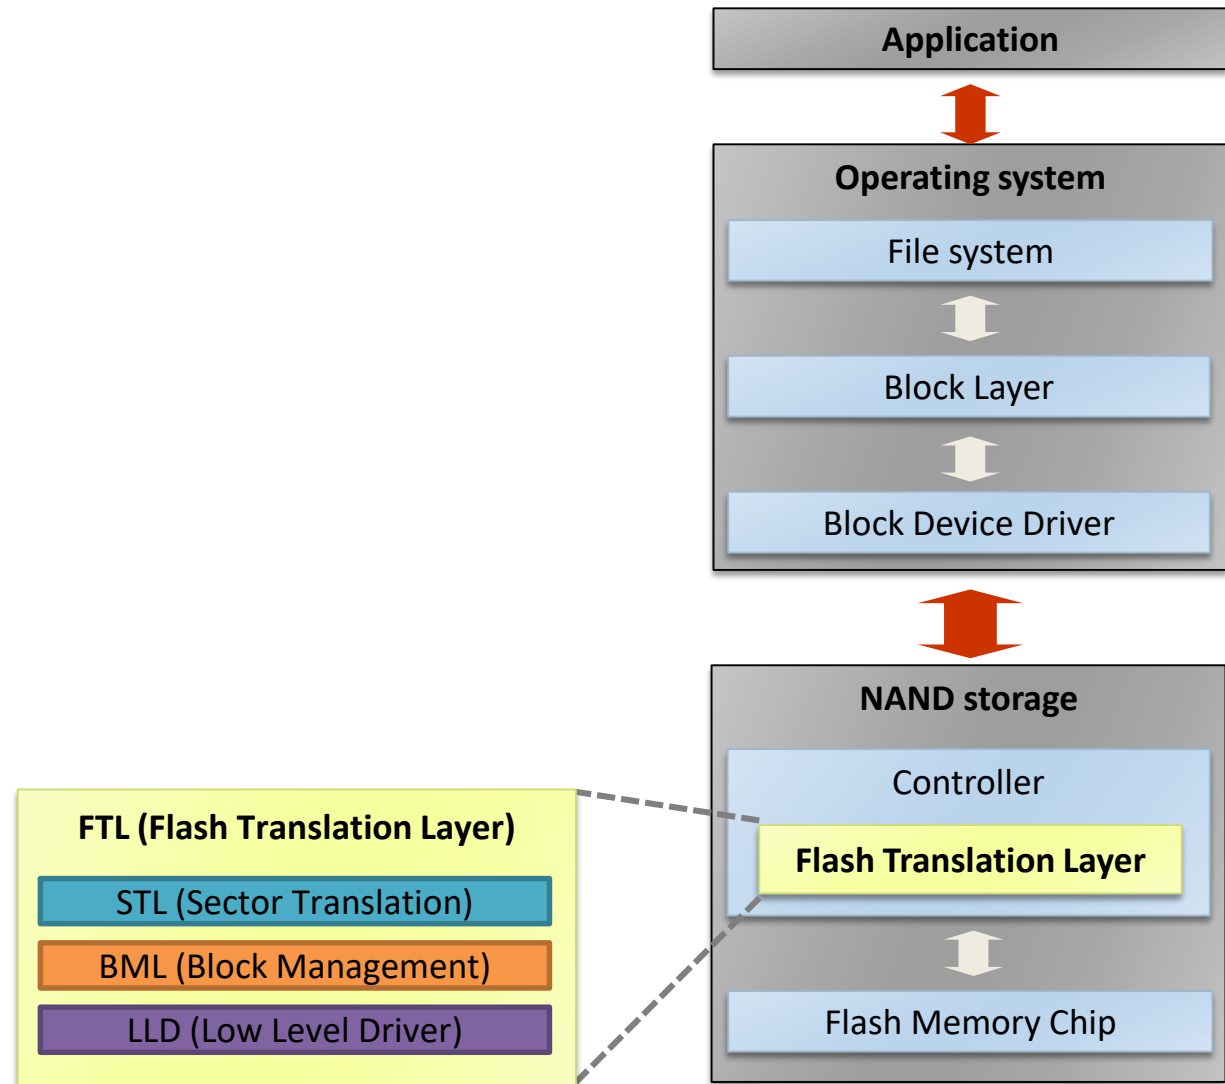 Application
Operating system
File system
Block Layer
Block Device Driver
NAND storage
Controller
Flash Translation Layer
Flash Memory Chip
FTL (Flash Translation Layer)
STL (Sector Translation)
BML (Block Management)
LLD (Low Level Driver)